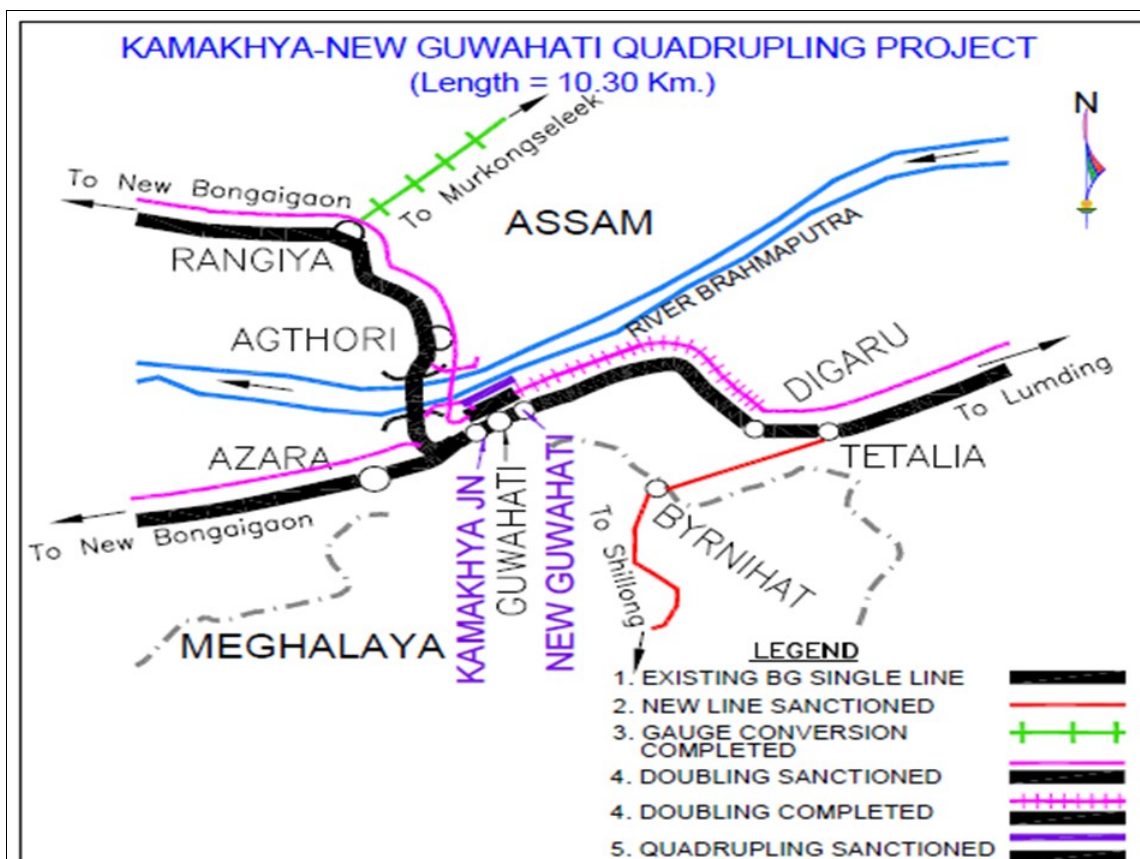 KAMAKHYA-NEW GUWAHATI QUADRUPLING PROJECT
(Length = 10.30 Km.)
N
To New Bongaigaon
To Murkongseleek
ASSAM
RANGIYA
RIVER BRAHMAPUTRA
AGTHORI
DIGARU
To Lumding
AZARA
TETALIA
To New Bongaigaon
KAMAKHYA JN
GUWAHATI
NEW GUWAHATI
BYRNIHAT
To Shillong
MEGHALAYA
LEGEND
1. EXISTING BG SINGLE LINE
2. NEW LINE SANCTIONED
3. GAUGE CONVERSION
COMPLETED
4. DOUBLING SANCTIONED
4. DOUBLING COMPLETED
5. QUADRUPLING SANCTIONED